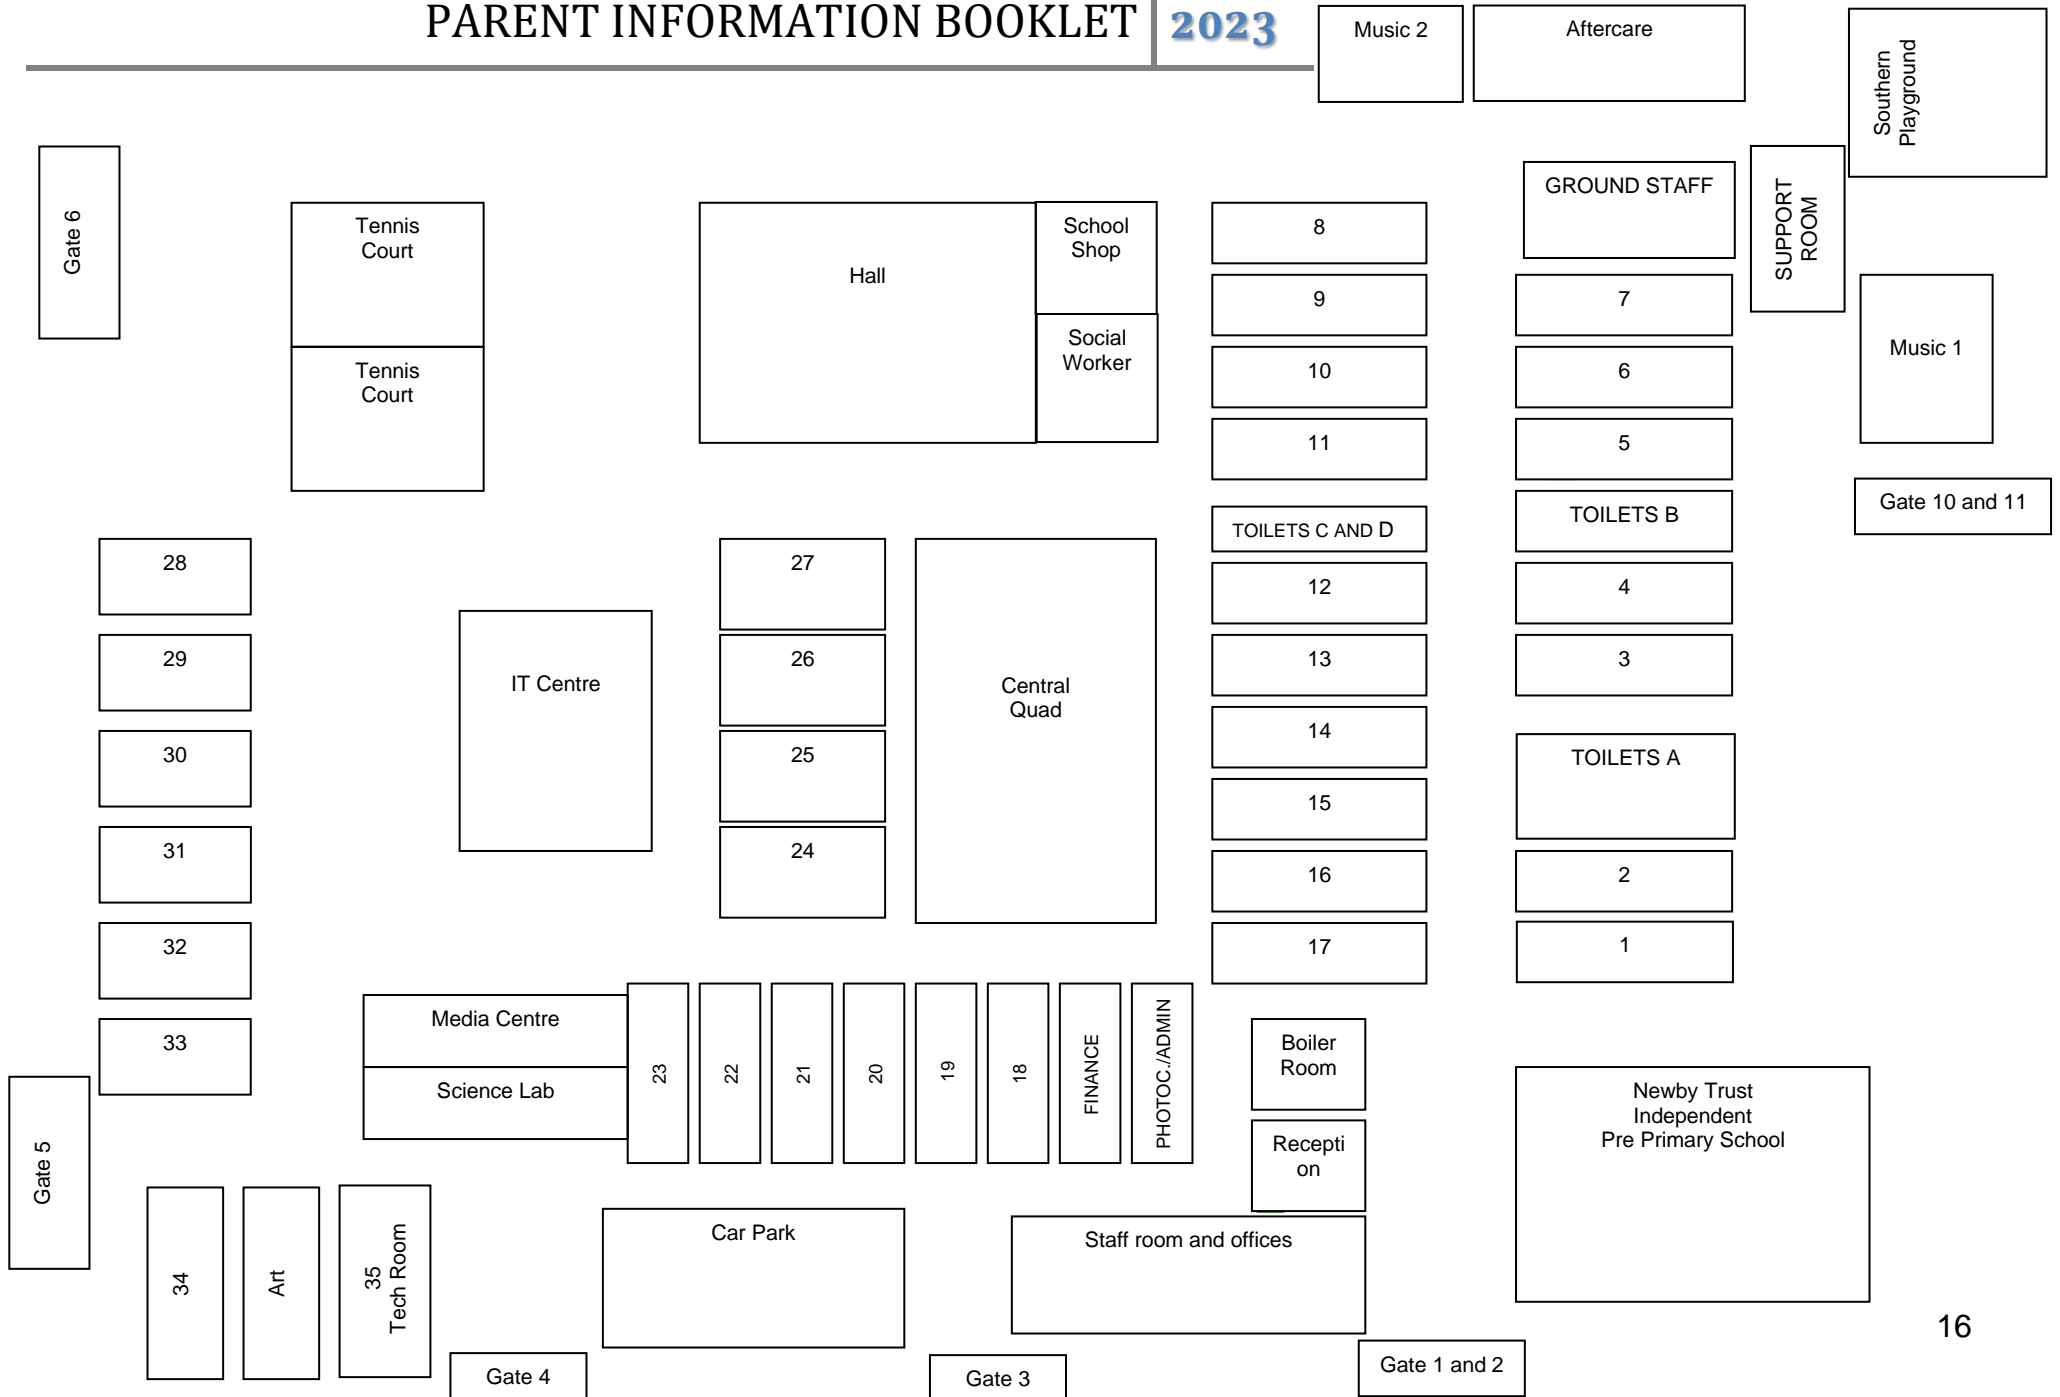 PARENT INFORMATION BOOKLET 2023
Music 2
Aftercare
Southern
Playground
Gate 6
Tennis
Court
Tennis
Court
Hall
School
Shop
Social
Worker
8
9
10
11
TOILETS C AND D
12
13
14
15
16
17
GROUND STAFF
7
6
5
TOILETS B
4
3
TOILETS A
2
1
SUPPORT
ROOM
Music 1
Gate 10 and 11
28
29
30
31
32
33
IT Centre
27
26
25
24
Central
Quad
Media Centre
Science Lab
23
22
21
20
19
18
FINANCE
PHOTOC./ADMIN
Boiler
Room
Recepti
on
Newby Trust
Independent
Pre Primary School
Gate 5
34
Art
35
Tech Room
Car Park
Staff room and offices
Gate 4
Gate 3
Gate 1 and 2
16